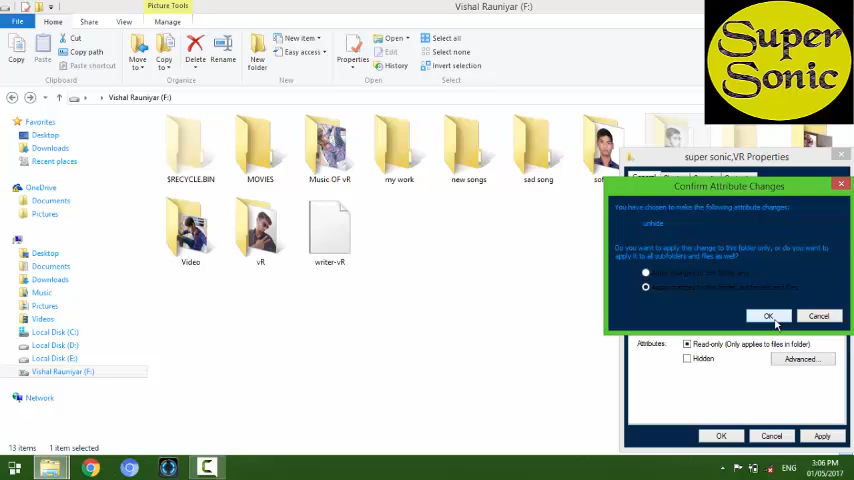 Picture Tools
Vishal Rauniyar (F:)
File Home Share View Manage
Copy
Paste
Cut
Copy path
Paste shortcut
Clipboard
Move to
Copy to
Delete
Rename
Organize
New folder
New item
Easy access
New
Properties
Open
Edit
History
Open
Select all
Select none
Invert selection
Select
Super Sonic
Vishal Rauniyar (F:)
Favorites
Desktop
Downloads
Recent places
OneDrive
Documents
Pictures
Desktop
Documents
Downloads
Music
Pictures
Videos
Local Disk (C:)
Local Disk (D:)
Local Disk (E:)
Vishal Rauniyar (F:)
Network
$RECYCLE.BIN
MOVIES
Music OF vR
my work
new songs
sad song
Video
vR
writer-vR
super sonic,VR Properties
Confirm Attribute Changes
You have chosen to make the following attribute changes:
unhide
Do you want to apply this change to this folder only, or do you want to
apply it to all subfolders and files as well?
OK Cancel
Attributes:
Read-only (Only applies to files in folder)
Hidden
Advanced...
OK Cancel Apply
13 items 1 item selected
ENG
3:06 PM
01/05/2017